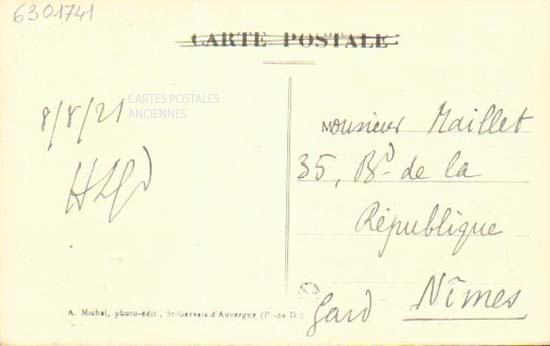 6301741
CARTE POSTALE
CARTES POSTALES
ANCIENNES
8/8/21
Monsieur Maillet
35, Bd de la
République
Nîmes
Gard
A. Michel, photo-édit., St-Gervais d'Auvergne (P.-de D.)